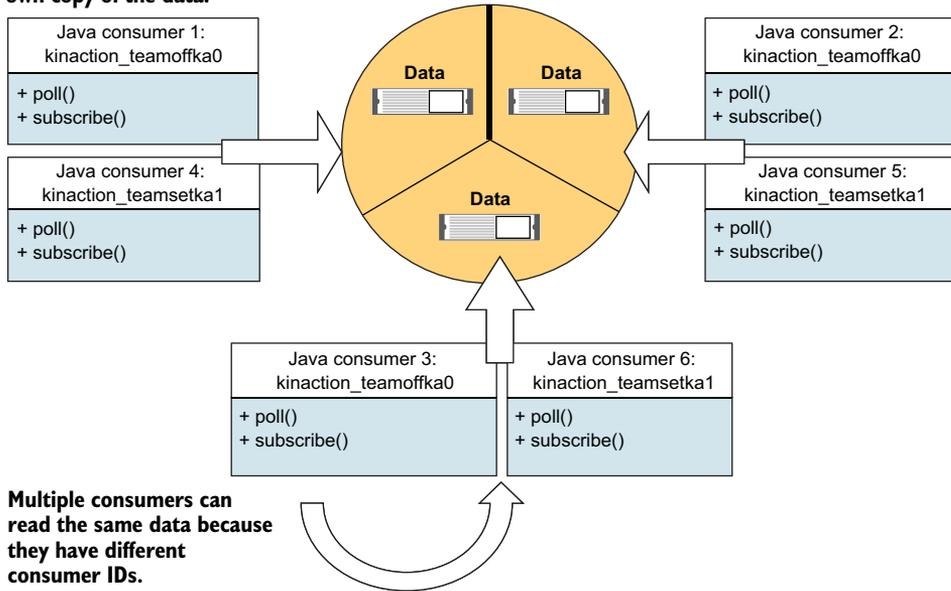 own copy of the data.
Java consumer 1:
kinaction_teamoffka0
+ poll()
+ subscribe()
Java consumer 4:
kinaction_teamsetka1
+ poll()
+ subscribe()
Data
Data
Data
Java consumer 2:
kinaction_teamoffka0
+ poll()
+ subscribe()
Java consumer 5:
kinaction_teamsetka1
+ poll()
+ subscribe()
Java consumer 3:
kinaction_teamoffka0
+ poll()
+ subscribe()
Java consumer 6:
kinaction_teamsetka1
+ poll()
+ subscribe()
Multiple consumers can
read the same data because
they have different
consumer IDs.